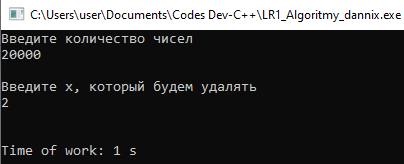 C:\Users\user\Documents\Codes Dev-C++\LR1_Algoritmy_dannix.exe
Введите количество чисел
20000
Введите x, который будем удалять
2
Time of work: 1 s